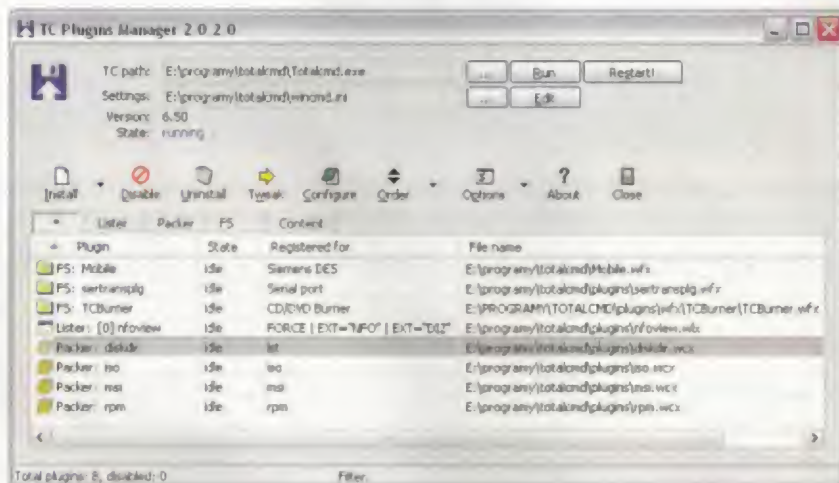 TC Plugins Manager 2.0.2.0
TC path: E:\programy\totalcmd\Totalcmd.exe ... Run Restart!
Settings: E:\programy\totalcmd\wincmd.ini ... Edit
Version: 6.50
State: running
Install Disable Uninstall Tweak Configure Order Options ? About Close
* Lister Packer FS Content
Plugin State Registered for File name
FS: Mobile idle Siemens DES E:\programy\totalcmd\Mobile.wfx
FS: sertransplg idle Serial port E:\programy\totalcmd\plugins\sertransplg.wfx
FS: TCBurner idle CD/DVD Burner E:\PROGRAMY\TOTALCMD\plugins\wfx\TCBurner\TCBurner.wfx
Lister: [0] nfoview idle FORCE | EXT="NFO" | EXT="DIZ" E:\programy\totalcmd\plugins\nfoview.wlx
Packer: diskdir idle lst E:\programy\totalcmd\plugins\diskdir.wcx
Packer: iso idle iso E:\programy\totalcmd\plugins\iso.wcx
Packer: msi idle msi E:\programy\totalcmd\plugins\msi.wcx
Packer: rpm idle rpm E:\programy\totalcmd\plugins\rpm.wcx
Total plugins: 8, disabled: 0 Filter: